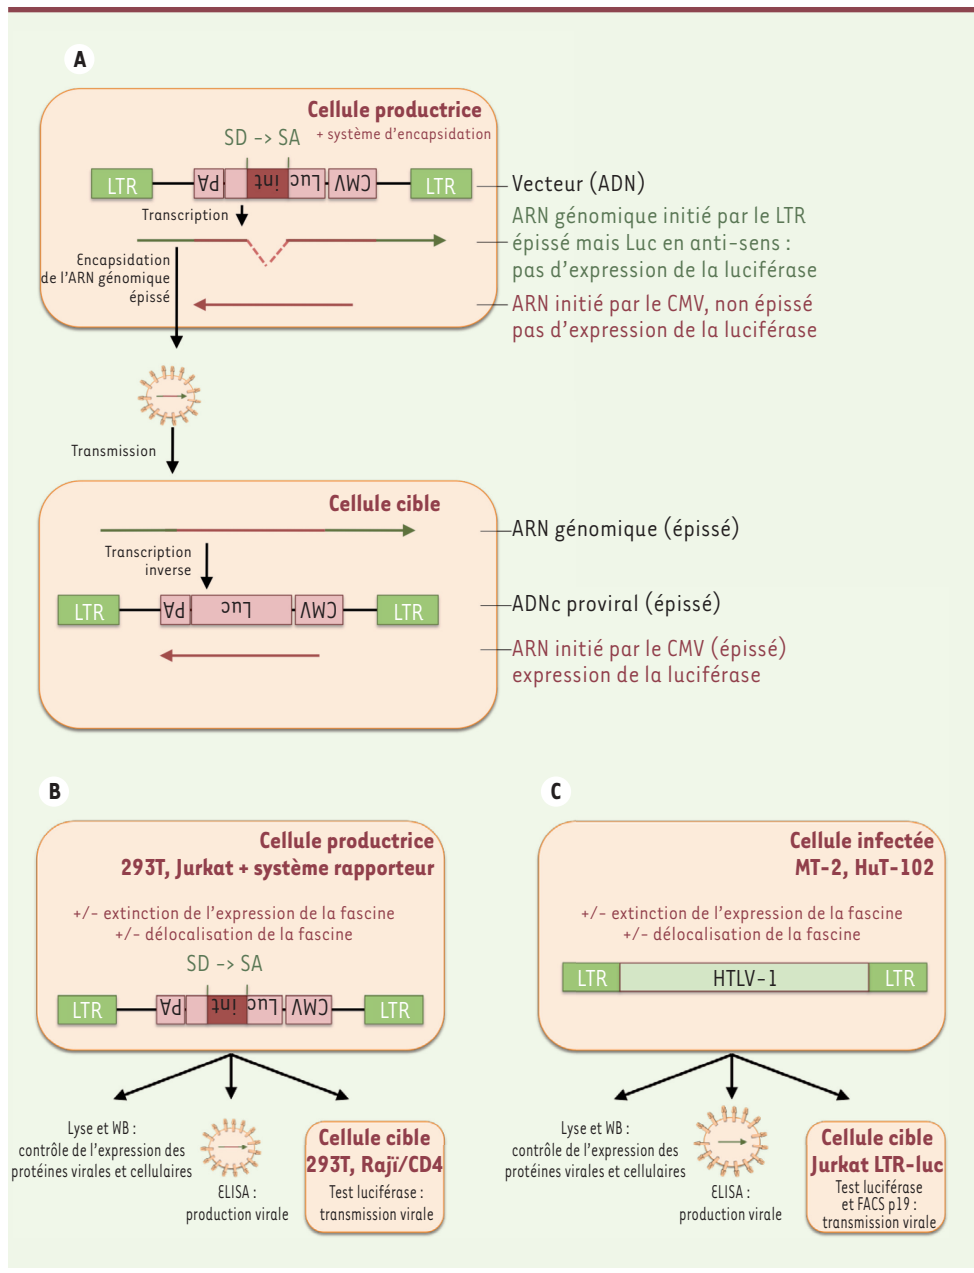 A
Cellule productrice
+ système d'encapsidation
SD -> SA
LTR PA int Luc CMV LTR
Vecteur (ADN)
Transcription
ARN génomique initié par le LTR
épissé mais Luc en anti-sens :
pas d'expression de la luciférase
Encapsidation
de l'ARN génomique
épissé
ARN initié par le CMV, non épissé
pas d'expression de la luciférase
Transmission
Cellule cible
ARN génomique (épissé)
Transcription
inverse
LTR PA Luc CMV LTR
ADNc proviral (épissé)
ARN initié par le CMV (épissé)
expression de la luciférase
B
Cellule productrice
293T, Jurkat + système rapporteur
+/- extinction de l'expression de la fascine
+/- délocalisation de la fascine
SD -> SA
LTR PA int Luc CMV LTR
Lyse et WB :
contrôle de l'expression des
protéines virales et cellulaires
ELISA :
production virale
Cellule cible
293T, Rajï/CD4
Test luciférase :
transmission virale
C
Cellule infectée
MT-2, HuT-102
+/- extinction de l'expression de la fascine
+/- délocalisation de la fascine
LTR HTLV-1 LTR
Lyse et WB :
contrôle de l'expression des
protéines virales et cellulaires
ELISA :
production virale
Cellule cible
Jurkat LTR-luc
Test luciférase
et FACS p19 :
transmission virale